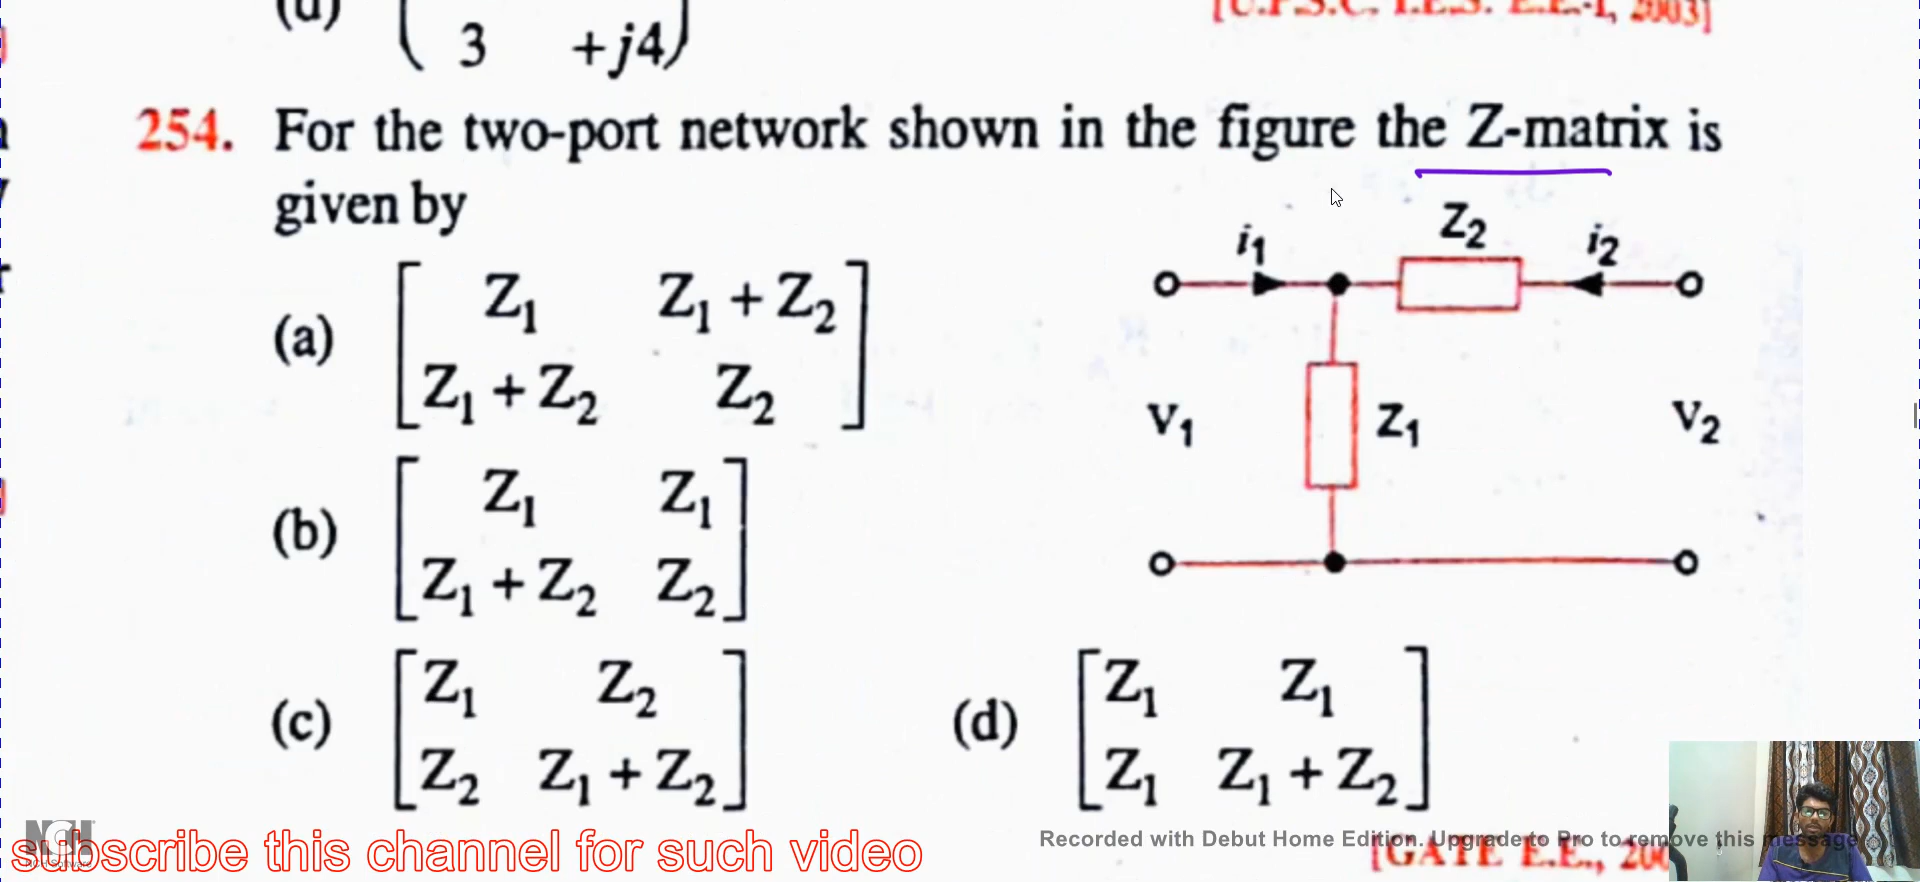 (d) ( 3 +j4)
[U.P.S.C. I.E.S. E.E.-I, 2003]
254. For the two-port network shown in the figure the Z-matrix is
given by
(a) [ Z₁ Z₁ + Z₂
Z₁ + Z₂ Z₂ ]
(b) [ Z₁ Z₁
Z₁ + Z₂ Z₂ ]
(c) [ Z₁ Z₂
Z₂ Z₁ + Z₂ ]
(d) [ Z₁ Z₁
Z₁ Z₁ + Z₂ ]
i₁ Z₂ i₂
V₁ Z₁ V₂
[GATE E.E.,
NCH Software
subscribe this channel for such video
Recorded with Debut Home Edition. Upgrade to Pro to remove this message